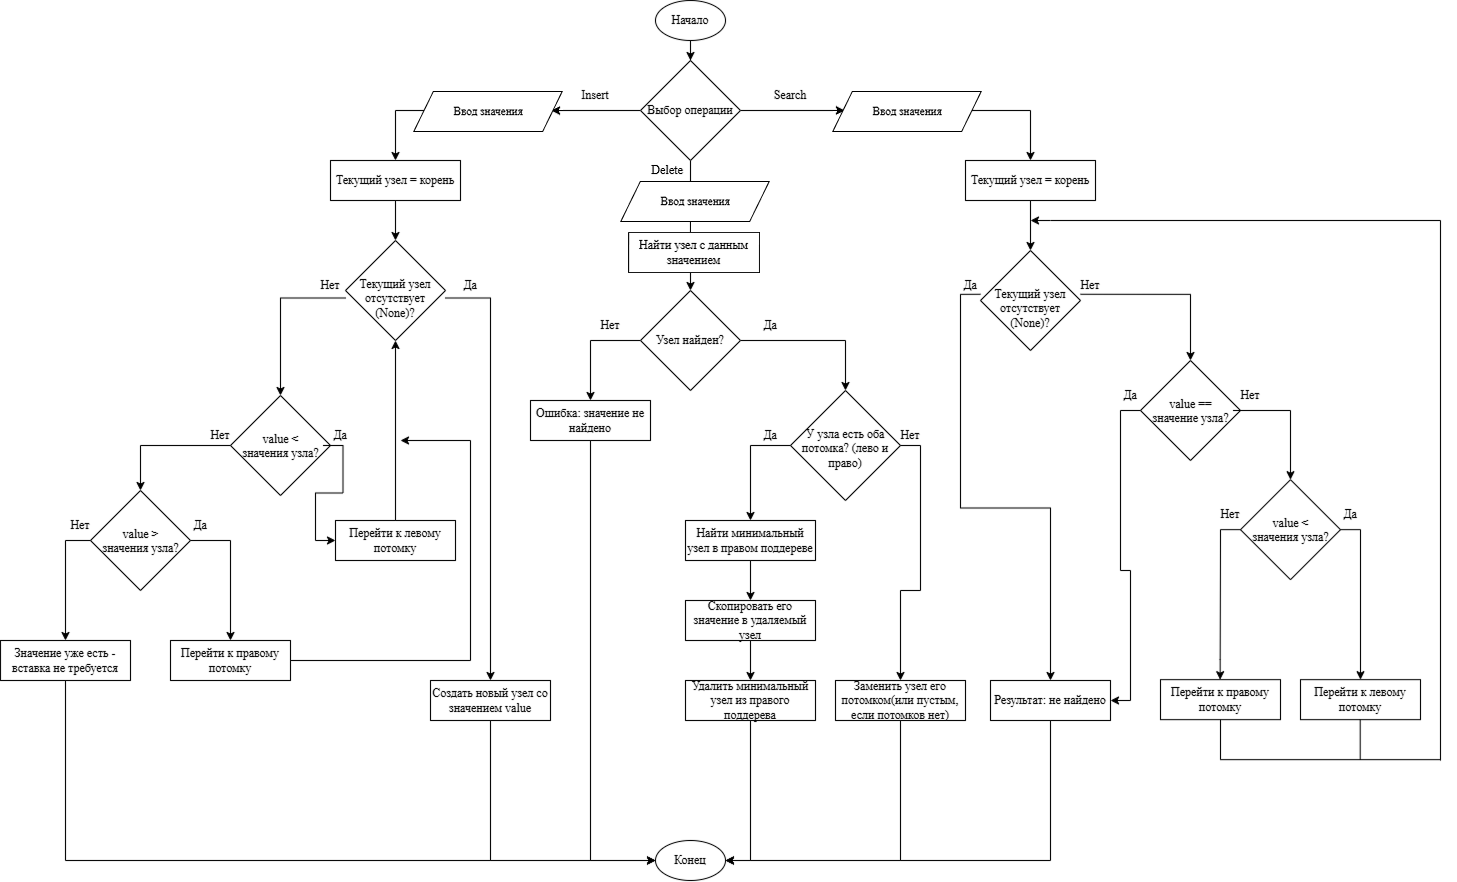 Начало
Insert
Выбор операции
Search
Ввод значения
Ввод значения
Delete
Ввод значения
Текущий узел = корень
Текущий узел = корень
Найти узел с данным
значением
Нет
Текущий узел
отсутствует
(None)?
Да
Нет
Узел найден?
Да
Да
Текущий узел
отсутствует
(None)?
Нет
Ошибка: значение не
найдено
Да
value ==
значение узла?
Нет
Нет
value <
значения узла?
Да
Да
У узла есть оба
потомка? (лево и
право)
Нет
Нет
value >
значения узла?
Да
Перейти к левому
потомку
Найти минимальный
узел в правом поддереве
Нет
value <
значения узла?
Да
Скопировать его
значение в удаляемый
узел
Значение уже есть -
вставка не требуется
Перейти к правому
потомку
Создать новый узел со
значением value
Удалить минимальный
узел из правого
поддерева
Заменить узел его
потомком(или пустым,
если потомков нет)
Результат: не найдено
Перейти к правому
потомку
Перейти к левому
потомку
Конец